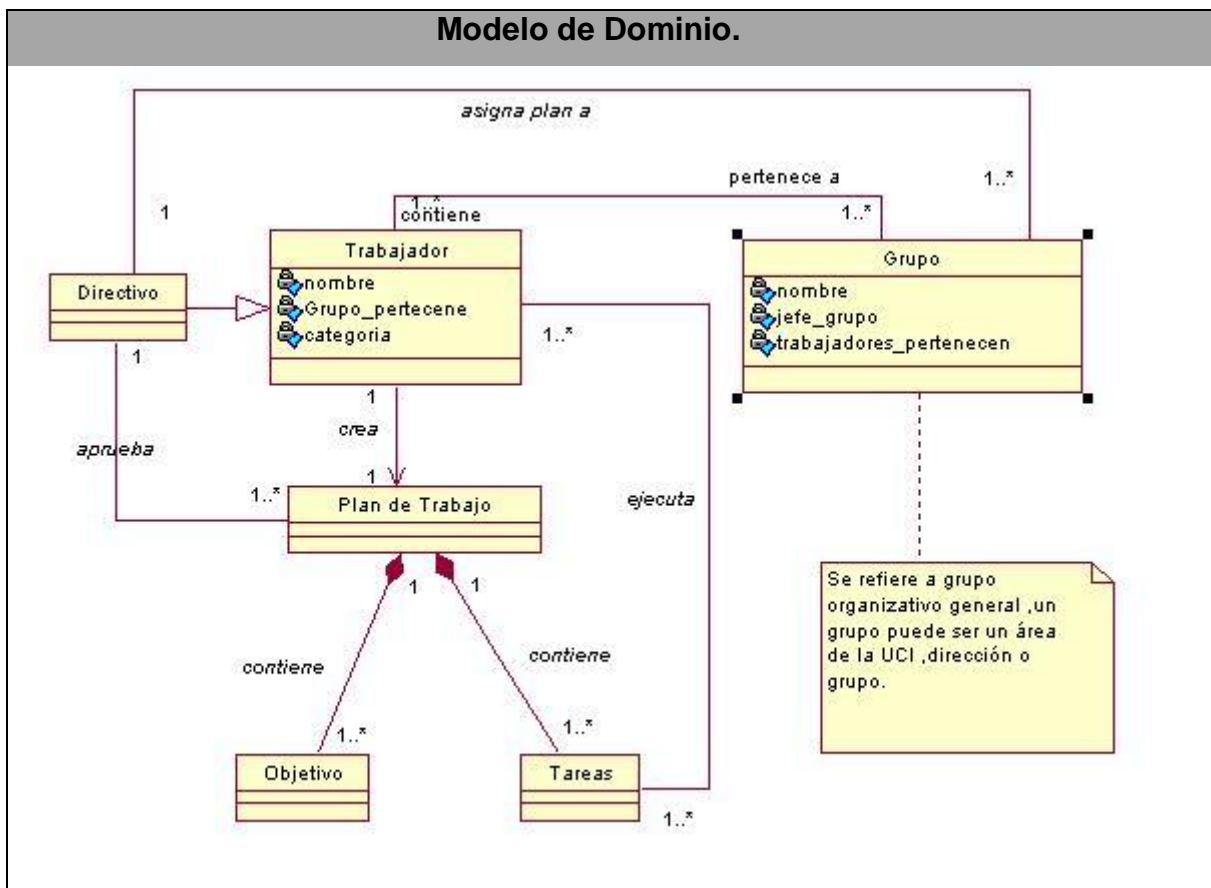 Modelo de Dominio.
asigna plan a
pertenece a
1..*
1
1..*
contiene
1..*
Trabajador
nombre
Grupo_pertecene
categoria
Grupo
nombre
jefe_grupo
trabajadores_pertenecen
Directivo
1
1..*
1
crea
aprueba
1
1..*
Plan de Trabajo
ejecuta
1
1
Se refiere a grupo
organizativo general ,un
grupo puede ser un área
de la UCI ,dirección o
grupo.
contiene
contiene
1..*
1..*
Objetivo
Tareas
1..*